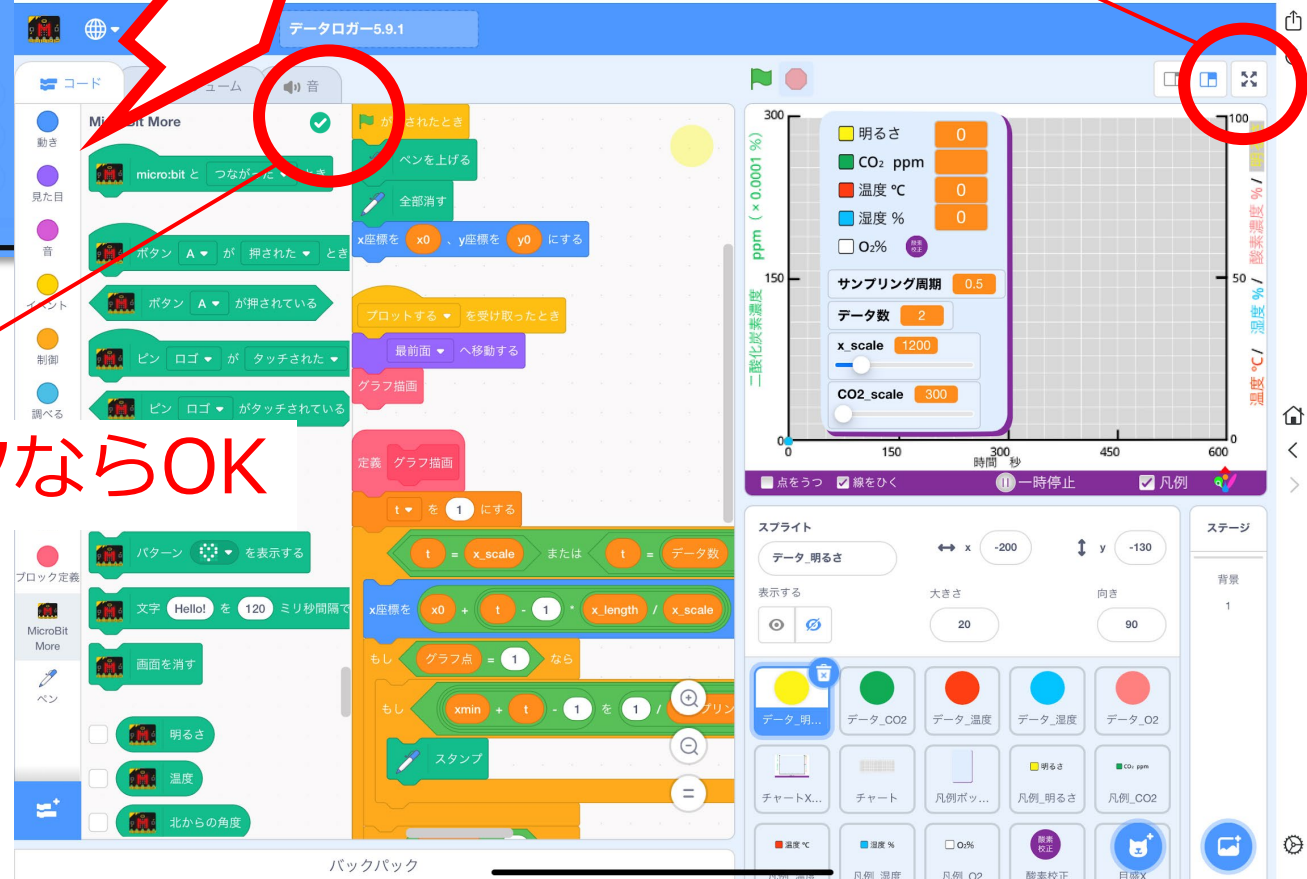 データロガー5.9.1
コード
ューム
音
動き
見た目
音
イベント
制御
調べる
ブロック定義
MicroBit
More
ペン
micro:bit と つながった とき
ボタン A が 押された とき
ボタン A が押されている
ピン ロゴ が タッチされた
ピン ロゴ がタッチされている
ならOK
パターン を表示する
文字 Hello! を 120 ミリ秒間隔で
画面を消す
明るさ
温度
北からの角度
ペンを上げる
全部消す
x座標を x0 、y座標を y0 にする
プロットする を受け取ったとき
最前面 へ移動する
グラフ描画
定義 グラフ描画
t を 1 にする
t = x_scale または t = データ数
x座標を x0 + t - 1 * x_length / x_scale
もし グラフ点 = 1 なら
もし xmin + t - 1 を 1 /
スタンプ
バックパック
300
150
0
二酸化炭素濃度 ppm (×0.0001 %)
明るさ 0
CO₂ ppm
温度 ℃ 0
湿度 % 0
O₂%
酸素
校正
サンプリング周期 0.5
データ数 2
x_scale 1200
CO2_scale 300
100
50
0
温度 ℃ / 湿度 % / 酸素濃度 % /
0 150 300 450 600
時間 秒
点をうつ 線をひく 一時停止 凡例
スプライト
データ_明るさ
x -200
y -130
表示する
大きさ
20
向き
90
ステージ
背景
1
データ_明...
データ_CO2
データ_温度
データ_湿度
データ_O2
チャートX...
チャート
凡例ボッ...
明るさ
凡例_明るさ
CO₂ ppm
凡例_CO2
温度 ℃
凡例_温度
湿度 %
凡例_湿度
O₂%
凡例_O2
酸素
校正
酸素校正
目盛X